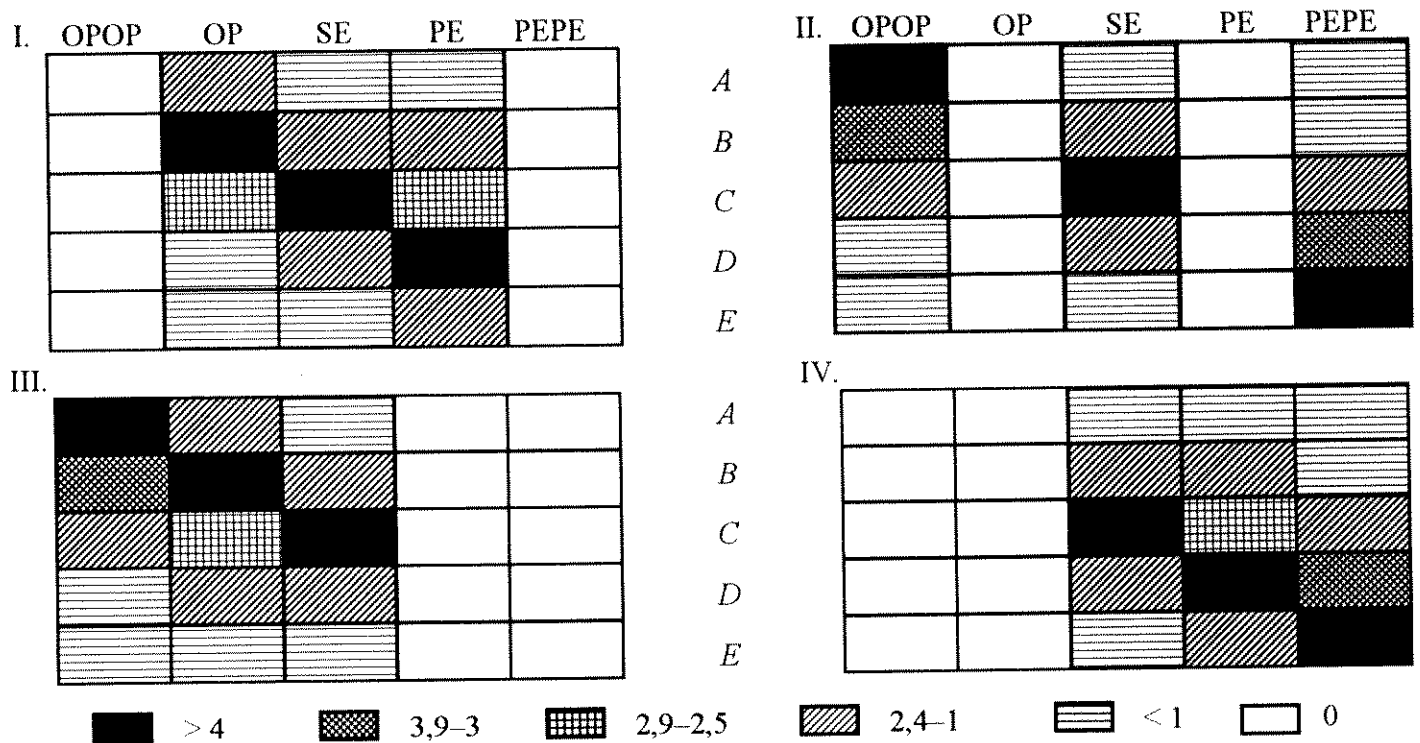 I. OPOP OP SE PE PEPE II. OPOP OP SE PE PEPE
A
B
C
D
E
III. IV.
A
B
C
D
E
> 4 3,9–3 2,9–2,5 2,4–1 < 1 0